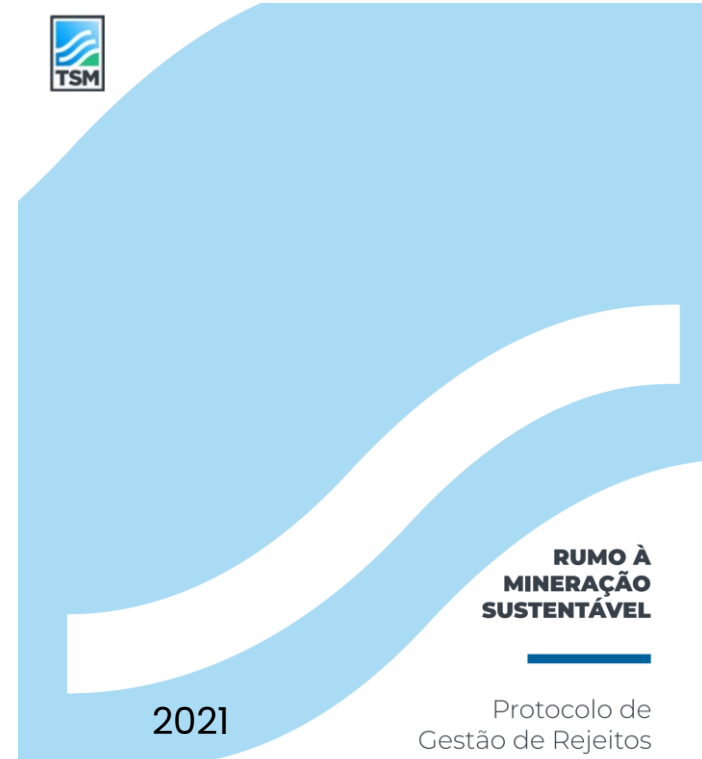 TSM
RUMO À
MINERAÇÃO
SUSTENTÁVEL
2021
Protocolo de
Gestão de Rejeitos